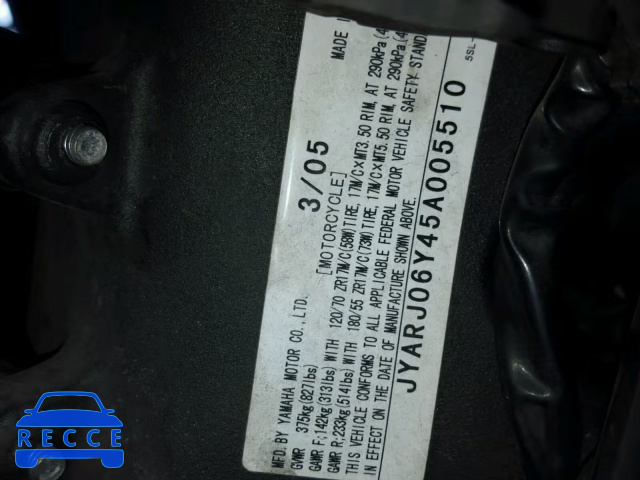 MFD. BY YAMAHA MOTOR CO., LTD. 3/05 MADE I
GVWR 375kg(827lbs) [MOTORCYCLE]
GAWR F:142kg(313lbs) WITH 120/70 ZR17M/C(58W)TIRE, 17M/C×MT3.50 RIM, AT 290kPa(4
GAWR R:233kg(514lbs) WITH 180/55 ZR17M/C(73W)TIRE, 17M/C×MT5.50 RIM, AT 290kPa(4
THIS VEHICLE CONFORMS TO ALL APPLICABLE FEDERAL MOTOR VEHICLE SAFETY STANDA
IN EFFECT ON THE DATE OF MANUFACTURE SHOWN ABOVE.
JYARJ06Y45A005510 5SL-
RECCE